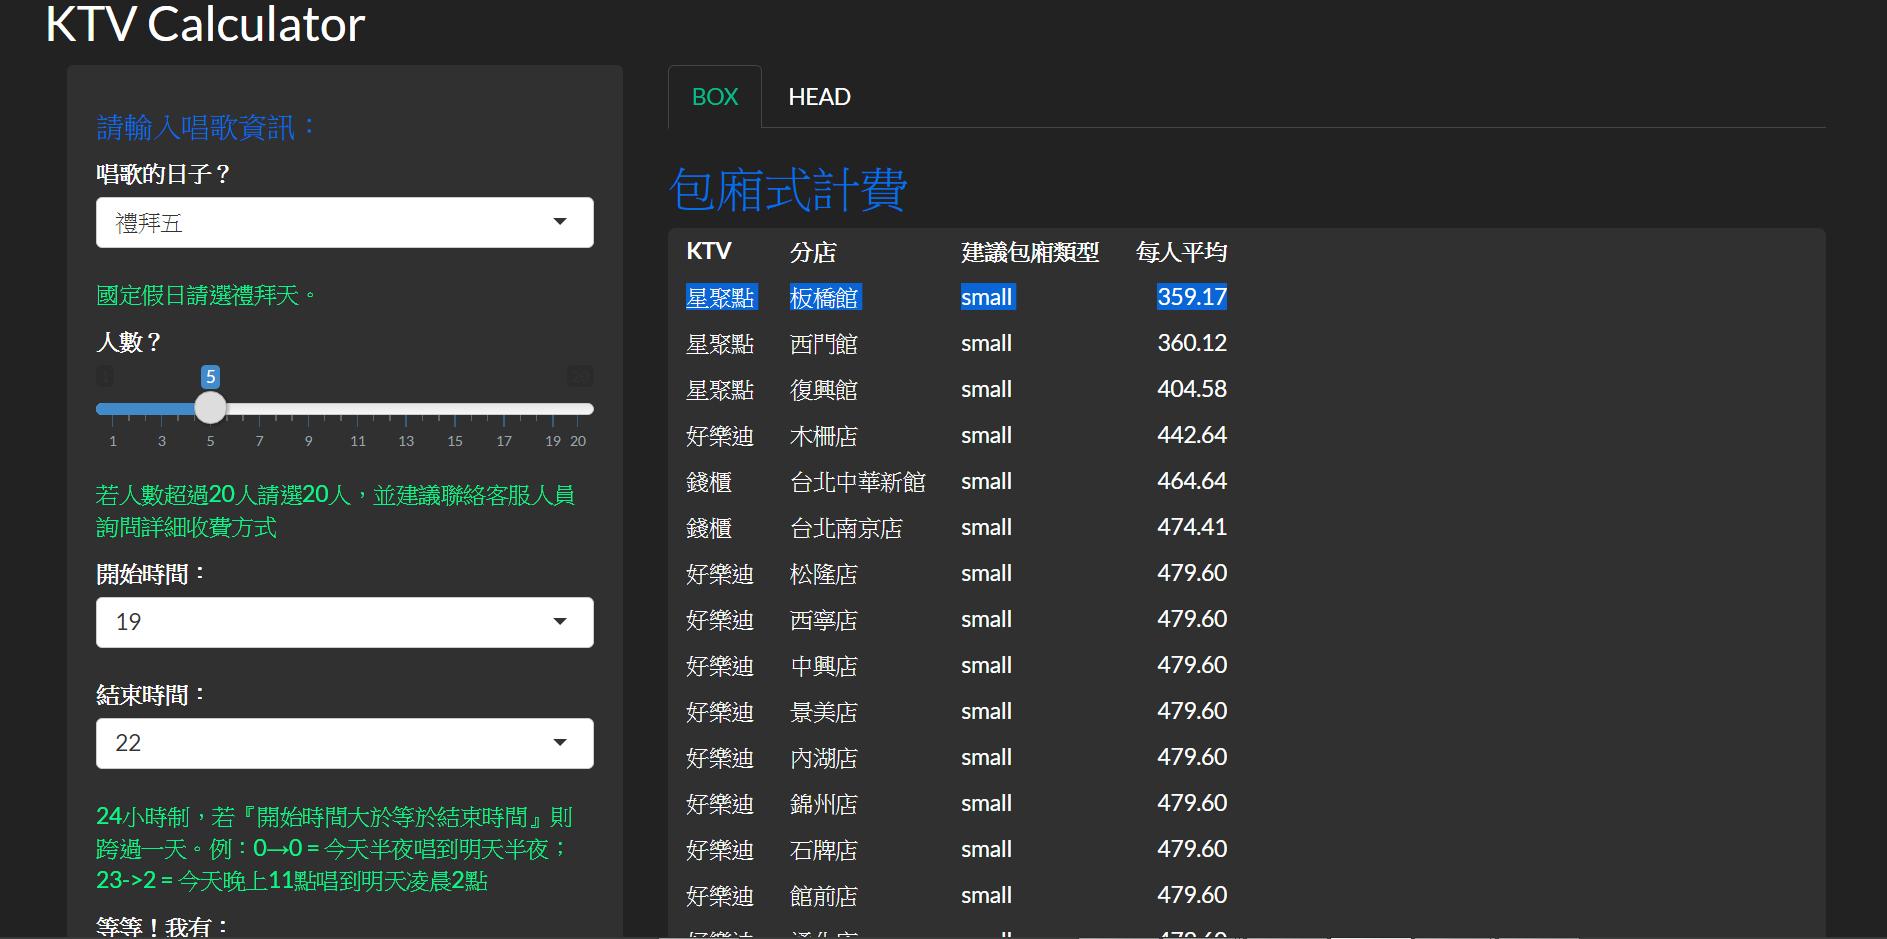 KTV Calculator
請輸入唱歌資訊：
唱歌的日子？
禮拜五
國定假日請選禮拜天。
人數？
1 5 20
1 3 5 7 9 11 13 15 17 19 20
若人數超過20人請選20人，並建議聯絡客服人員
詢問詳細收費方式
開始時間：
19
結束時間：
22
24小時制，若『開始時間大於等於結束時間』則
跨過一天。例：0→0 = 今天半夜唱到明天半夜；
23->2 = 今天晚上11點唱到明天凌晨2點
等等！我有：
BOX HEAD
包廂式計費
KTV 分店 建議包廂類型 每人平均
星聚點 板橋館 small 359.17
星聚點 西門館 small 360.12
星聚點 復興館 small 404.58
好樂迪 木柵店 small 442.64
錢櫃 台北中華新館 small 464.64
錢櫃 台北南京店 small 474.41
好樂迪 松隆店 small 479.60
好樂迪 西寧店 small 479.60
好樂迪 中興店 small 479.60
好樂迪 景美店 small 479.60
好樂迪 內湖店 small 479.60
好樂迪 錦州店 small 479.60
好樂迪 石牌店 small 479.60
好樂迪 館前店 small 479.60